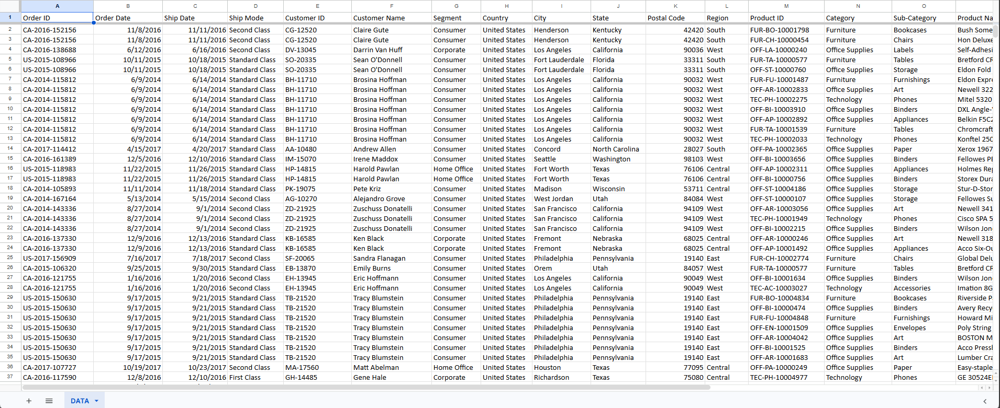 A B C D E F G H I J K L M N O
1 Order ID Order Date Ship Date Ship Mode Customer ID Customer Name Segment Country City State Postal Code Region Product ID Category Sub-Category Product Na
2 CA-2016-152156 11/8/2016 11/11/2016 Second Class CG-12520 Claire Gute Consumer United States Henderson Kentucky 42420 South FUR-BO-10001798 Furniture Bookcases Bush Some
3 CA-2016-152156 11/8/2016 11/11/2016 Second Class CG-12520 Claire Gute Consumer United States Henderson Kentucky 42420 South FUR-CH-10000454 Furniture Chairs Hon Deluxe
4 CA-2016-138688 6/12/2016 6/16/2016 Second Class DV-13045 Darrin Van Huff Corporate United States Los Angeles California 90036 West OFF-LA-10000240 Office Supplies Labels Self-Adhesi
5 US-2015-108966 10/11/2015 10/18/2015 Standard Class SO-20335 Sean O'Donnell Consumer United States Fort Lauderdale Florida 33311 South FUR-TA-10000577 Furniture Tables Bretford CR
6 US-2015-108966 10/11/2015 10/18/2015 Standard Class SO-20335 Sean O'Donnell Consumer United States Fort Lauderdale Florida 33311 South OFF-ST-10000760 Office Supplies Storage Eldon Fold
7 CA-2014-115812 6/9/2014 6/14/2014 Standard Class BH-11710 Brosina Hoffman Consumer United States Los Angeles California 90032 West FUR-FU-10001487 Furniture Furnishings Eldon Expre
8 CA-2014-115812 6/9/2014 6/14/2014 Standard Class BH-11710 Brosina Hoffman Consumer United States Los Angeles California 90032 West OFF-AR-10002833 Office Supplies Art Newell 322
9 CA-2014-115812 6/9/2014 6/14/2014 Standard Class BH-11710 Brosina Hoffman Consumer United States Los Angeles California 90032 West TEC-PH-10002275 Technology Phones Mitel 5320
10 CA-2014-115812 6/9/2014 6/14/2014 Standard Class BH-11710 Brosina Hoffman Consumer United States Los Angeles California 90032 West OFF-BI-10003910 Office Supplies Binders DXL Angle-
11 CA-2014-115812 6/9/2014 6/14/2014 Standard Class BH-11710 Brosina Hoffman Consumer United States Los Angeles California 90032 West OFF-AP-10002892 Office Supplies Appliances Belkin F5C2
12 CA-2014-115812 6/9/2014 6/14/2014 Standard Class BH-11710 Brosina Hoffman Consumer United States Los Angeles California 90032 West FUR-TA-10001539 Furniture Tables Chromcraft
13 CA-2014-115812 6/9/2014 6/14/2014 Standard Class BH-11710 Brosina Hoffman Consumer United States Los Angeles California 90032 West TEC-PH-10002033 Technology Phones Konftel 250
14 CA-2017-114412 4/15/2017 4/20/2017 Standard Class AA-10480 Andrew Allen Consumer United States Concord North Carolina 28027 South OFF-PA-10002365 Office Supplies Paper Xerox 1967
15 CA-2016-161389 12/5/2016 12/10/2016 Standard Class IM-15070 Irene Maddox Consumer United States Seattle Washington 98103 West OFF-BI-10003656 Office Supplies Binders Fellowes PE
16 US-2015-118983 11/22/2015 11/26/2015 Standard Class HP-14815 Harold Pawlan Home Office United States Fort Worth Texas 76106 Central OFF-AP-10002311 Office Supplies Appliances Holmes Rep
17 US-2015-118983 11/22/2015 11/26/2015 Standard Class HP-14815 Harold Pawlan Home Office United States Fort Worth Texas 76106 Central OFF-BI-10000756 Office Supplies Binders Storex Dura
18 CA-2014-105893 11/11/2014 11/18/2014 Standard Class PK-19075 Pete Kriz Consumer United States Madison Wisconsin 53711 Central OFF-ST-10004186 Office Supplies Storage Stur-D-Stor
19 CA-2014-167164 5/13/2014 5/15/2014 Second Class AG-10270 Alejandro Grove Consumer United States West Jordan Utah 84084 West OFF-ST-10000107 Office Supplies Storage Fellowes Su
20 CA-2014-143336 8/27/2014 9/1/2014 Second Class ZD-21925 Zuschuss Donatelli Consumer United States San Francisco California 94109 West OFF-AR-10003056 Office Supplies Art Newell 341
21 CA-2014-143336 8/27/2014 9/1/2014 Second Class ZD-21925 Zuschuss Donatelli Consumer United States San Francisco California 94109 West TEC-PH-10001949 Technology Phones Cisco SPA 5
22 CA-2014-143336 8/27/2014 9/1/2014 Second Class ZD-21925 Zuschuss Donatelli Consumer United States San Francisco California 94109 West OFF-BI-10002215 Office Supplies Binders Wilson Jon
23 CA-2016-137330 12/9/2016 12/13/2016 Standard Class KB-16585 Ken Black Corporate United States Fremont Nebraska 68025 Central OFF-AR-10000246 Office Supplies Art Newell 318
24 CA-2016-137330 12/9/2016 12/13/2016 Standard Class KB-16585 Ken Black Corporate United States Fremont Nebraska 68025 Central OFF-AP-10001492 Office Supplies Appliances Acco Six-Ou
25 US-2017-156909 7/16/2017 7/18/2017 Second Class SF-20065 Sandra Flanagan Consumer United States Philadelphia Pennsylvania 19140 East FUR-CH-10002774 Furniture Chairs Global Delu
26 CA-2015-106320 9/25/2015 9/30/2015 Standard Class EB-13870 Emily Burns Consumer United States Orem Utah 84057 West FUR-TA-10000577 Furniture Tables Bretford CR
27 CA-2016-121755 1/16/2016 1/20/2016 Second Class EH-13945 Eric Hoffmann Consumer United States Los Angeles California 90049 West OFF-BI-10001634 Office Supplies Binders Wilson Jon
28 CA-2016-121755 1/16/2016 1/20/2016 Second Class EH-13945 Eric Hoffmann Consumer United States Los Angeles California 90049 West TEC-AC-10003027 Technology Accessories Imation 8G
29 US-2015-150630 9/17/2015 9/21/2015 Standard Class TB-21520 Tracy Blumstein Consumer United States Philadelphia Pennsylvania 19140 East FUR-BO-10004834 Furniture Bookcases Riverside P
30 US-2015-150630 9/17/2015 9/21/2015 Standard Class TB-21520 Tracy Blumstein Consumer United States Philadelphia Pennsylvania 19140 East OFF-BI-10000474 Office Supplies Binders Avery Recy
31 US-2015-150630 9/17/2015 9/21/2015 Standard Class TB-21520 Tracy Blumstein Consumer United States Philadelphia Pennsylvania 19140 East FUR-FU-10004848 Furniture Furnishings Howard Mi
32 US-2015-150630 9/17/2015 9/21/2015 Standard Class TB-21520 Tracy Blumstein Consumer United States Philadelphia Pennsylvania 19140 East OFF-EN-10001509 Office Supplies Envelopes Poly String
33 US-2015-150630 9/17/2015 9/21/2015 Standard Class TB-21520 Tracy Blumstein Consumer United States Philadelphia Pennsylvania 19140 East OFF-AR-10004042 Office Supplies Art BOSTON M
34 US-2015-150630 9/17/2015 9/21/2015 Standard Class TB-21520 Tracy Blumstein Consumer United States Philadelphia Pennsylvania 19140 East OFF-BI-10001525 Office Supplies Binders Acco Pressl
35 US-2015-150630 9/17/2015 9/21/2015 Standard Class TB-21520 Tracy Blumstein Consumer United States Philadelphia Pennsylvania 19140 East OFF-AR-10001683 Office Supplies Art Lumber Cra
36 CA-2017-107727 10/19/2017 10/23/2017 Second Class MA-17560 Matt Abelman Home Office United States Houston Texas 77095 Central OFF-PA-10000249 Office Supplies Paper Easy-staple
37 CA-2016-117590 12/8/2016 12/10/2016 First Class GH-14485 Gene Hale Corporate United States Richardson Texas 75080 Central TEC-PH-10004977 Technology Phones GE 30524E
DATA